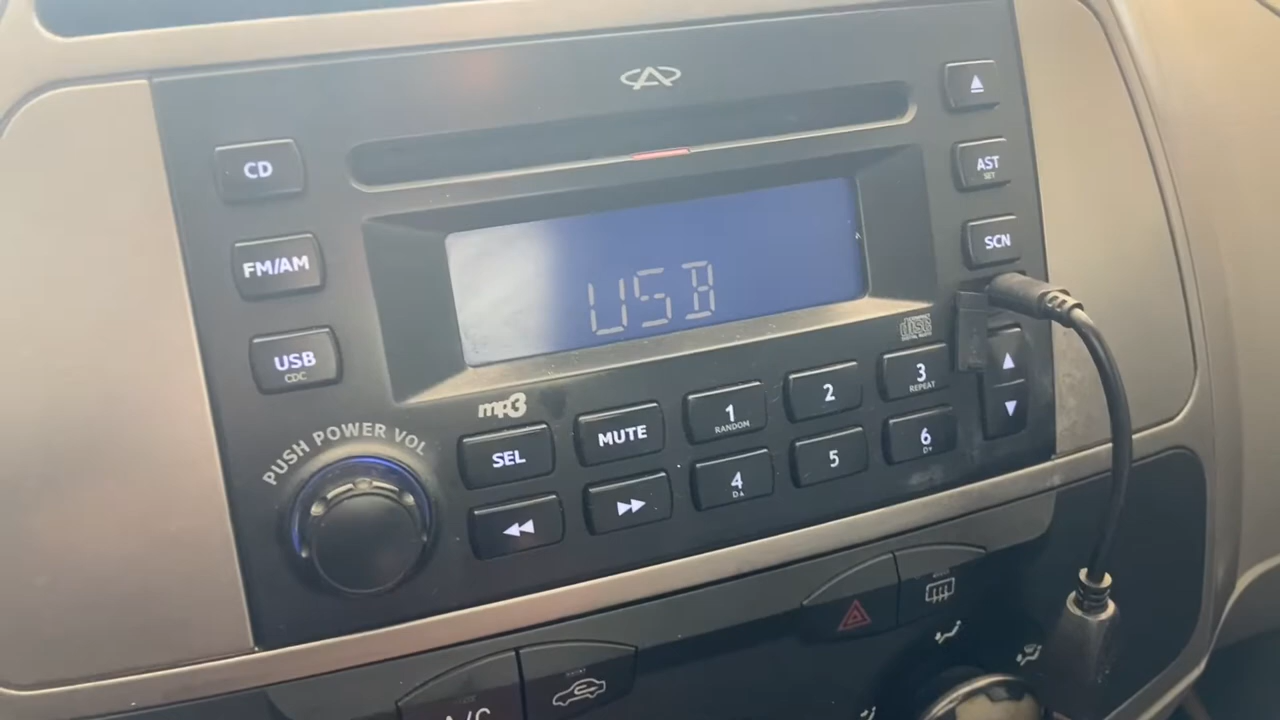 CD
AST
SET
FM/AM
SCN
USB
USB
CDC
disc
mp3
PUSH POWER VOL
SEL
MUTE
1
RANDOM
2
3
REPEAT
4
5
6
A/C